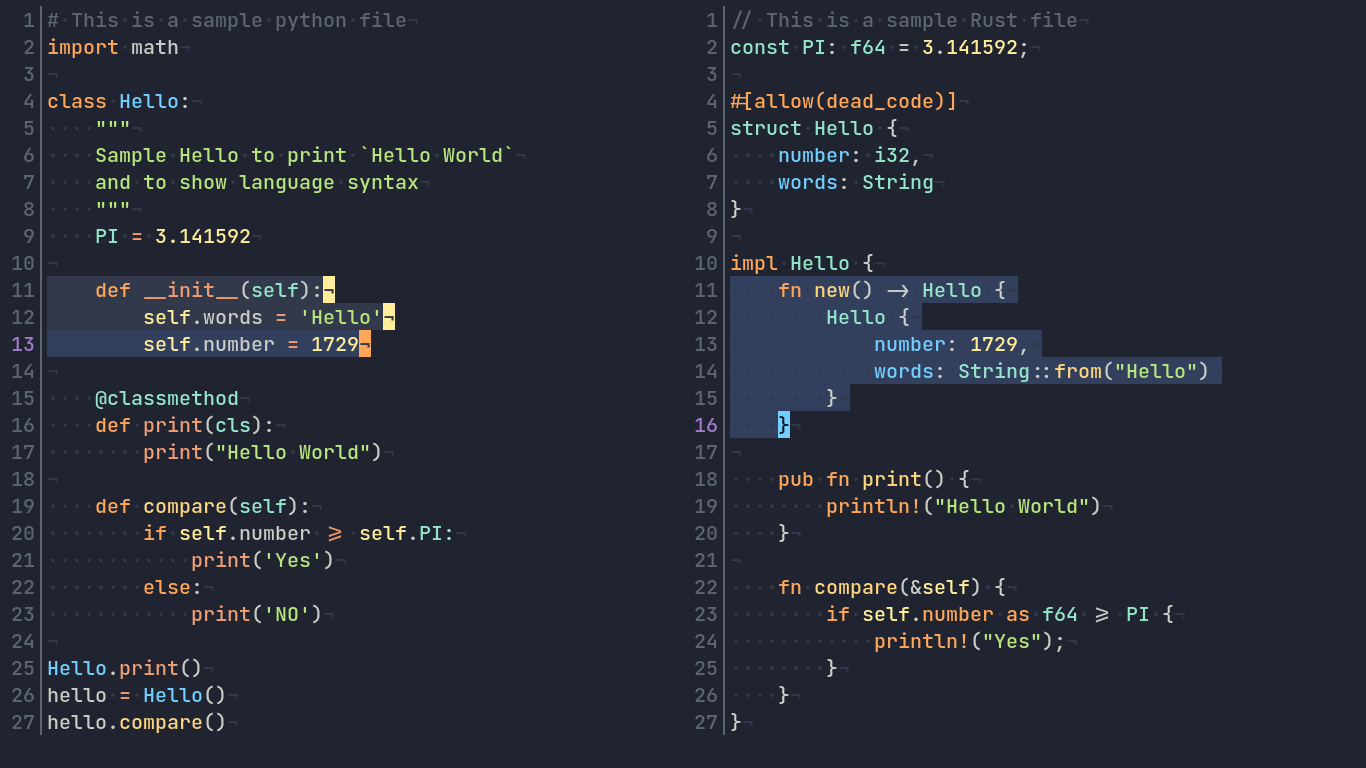 1 # This is a sample python file¬
2 import math¬
3 ¬
4 class Hello:¬
5 ····"""¬
6 ····Sample·Hello·to·print·`Hello·World`¬
7 ····and·to·show·language·syntax¬
8 ····"""¬
9 ····PI·=·3.141592¬
10 ¬
11 ····def·__init__(self):¬
12 ········self.words·=·'Hello'¬
13 ········self.number·=·1729¬
14 ¬
15 ····@classmethod¬
16 ····def·print(cls):¬
17 ········print("Hello·World")¬
18 ¬
19 ····def·compare(self):¬
20 ········if·self.number·>=·self.PI:¬
21 ············print('Yes')¬
22 ········else:¬
23 ············print('NO')¬
24 ¬
25 Hello.print()¬
26 hello·=·Hello()¬
27 hello.compare()¬
1 //·This·is·a·sample·Rust·file¬
2 const·PI:·f64·=·3.141592;¬
3 ¬
4 #[allow(dead_code)]¬
5 struct·Hello·{¬
6 ····number:·i32,¬
7 ····words:·String¬
8 }¬
9 ¬
10 impl·Hello·{¬
11 ····fn·new()·->·Hello·{¬
12 ········Hello·{¬
13 ············number:·1729,¬
14 ············words:·String::from("Hello")¬
15 ········}¬
16 ····}¬
17 ¬
18 ····pub·fn·print()·{¬
19 ········println!("Hello·World")¬
20 ····}¬
21 ¬
22 ····fn·compare(&self)·{¬
23 ········if·self.number·as·f64·>=·PI·{¬
24 ············println!("Yes");¬
25 ········}¬
26 ····}¬
27 }¬